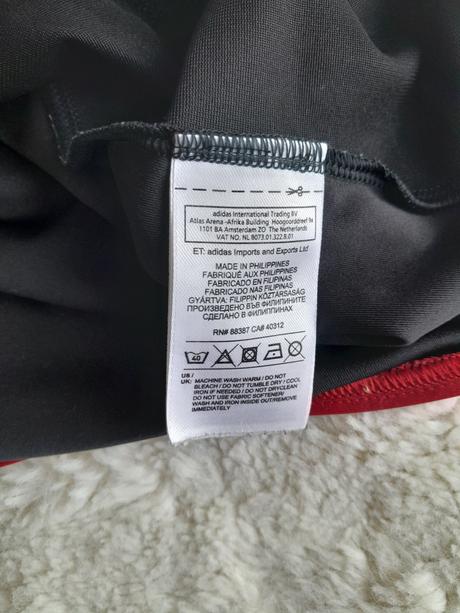 adidas International Trading BV
Atlas Arena -Afrika Building Hoogoorddreef 9a
1101 BA Amsterdam ZO The Netherlands
VAT NO. NL 8073.01.322.B.01
ET: adidas Imports and Exports Ltd
MADE IN PHILIPPINES
FABRIQUÉ AUX PHILIPPINES
FABRICADO EN FILIPINAS
FABRICADO NAS FILIPINAS
GYÁRTVA: FILIPPIN KÖZTÁRSASÁG
ПРОИЗВЕДЕНО ВЪВ ФИЛИПИНИТЕ
СДЕЛАНО В ФИЛИППИНАХ
RN# 88387 CA# 40312
40
US /
UK: MACHINE WASH WARM / DO NOT
BLEACH / DO NOT TUMBLE DRY / COOL
IRON IF NEEDED / DO NOT DRYCLEAN
DO NOT USE FABRIC SOFTENER/
WASH AND IRON INSIDE OUT/REMOVE
IMMEDIATELY